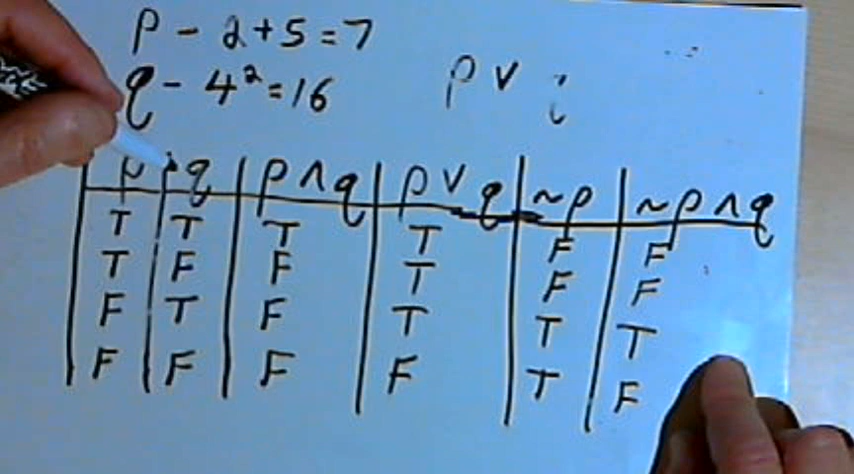 p - 2+5=7
q - 4²=16
p ∨
p q p∧q p∨q ~p ~p∧q
T T T T F F
T F F T F F
F T F T T T
F F F F T F